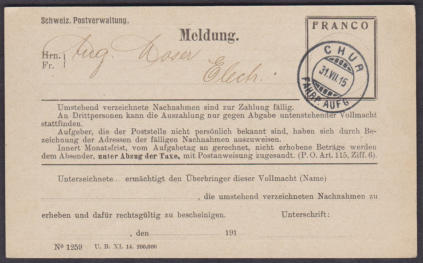 Schweiz. Postverwaltung.
FRANCO
Meldung.
Hrn.
Fr.
Aug. Moser
Elech.
CHUR
31.VII.15
FAHRP. AUFG.
Umstehend verzeichnete Nachnahmen sind zur Zahlung fällig.
An Drittpersonen kann die Auszahlung nur gegen Abgabe untenstehender Vollmacht
stattfinden.
Aufgeber, die der Poststelle nicht persönlich bekannt sind, haben sich durch Be-
zeichnung der Adressen der fälligen Nachnahmen auszuweisen.
Innert Monatsfrist, vom Aufgabetag an gerechnet, nicht erhobene Beträge werden
dem Absender, unter Abzug der Taxe, mit Postanweisung zugesandt. (P. O. Art. 115, Ziff. 6).
Unterzeichnete... ermächtigt den Überbringer dieser Vollmacht (Name)
, die umstehend verzeichneten Nachnahmen zu
erheben und dafür rechtsgültig zu bescheinigen. Unterschrift:
, den 191
No 1259 U. B. XI. 14. 200,000